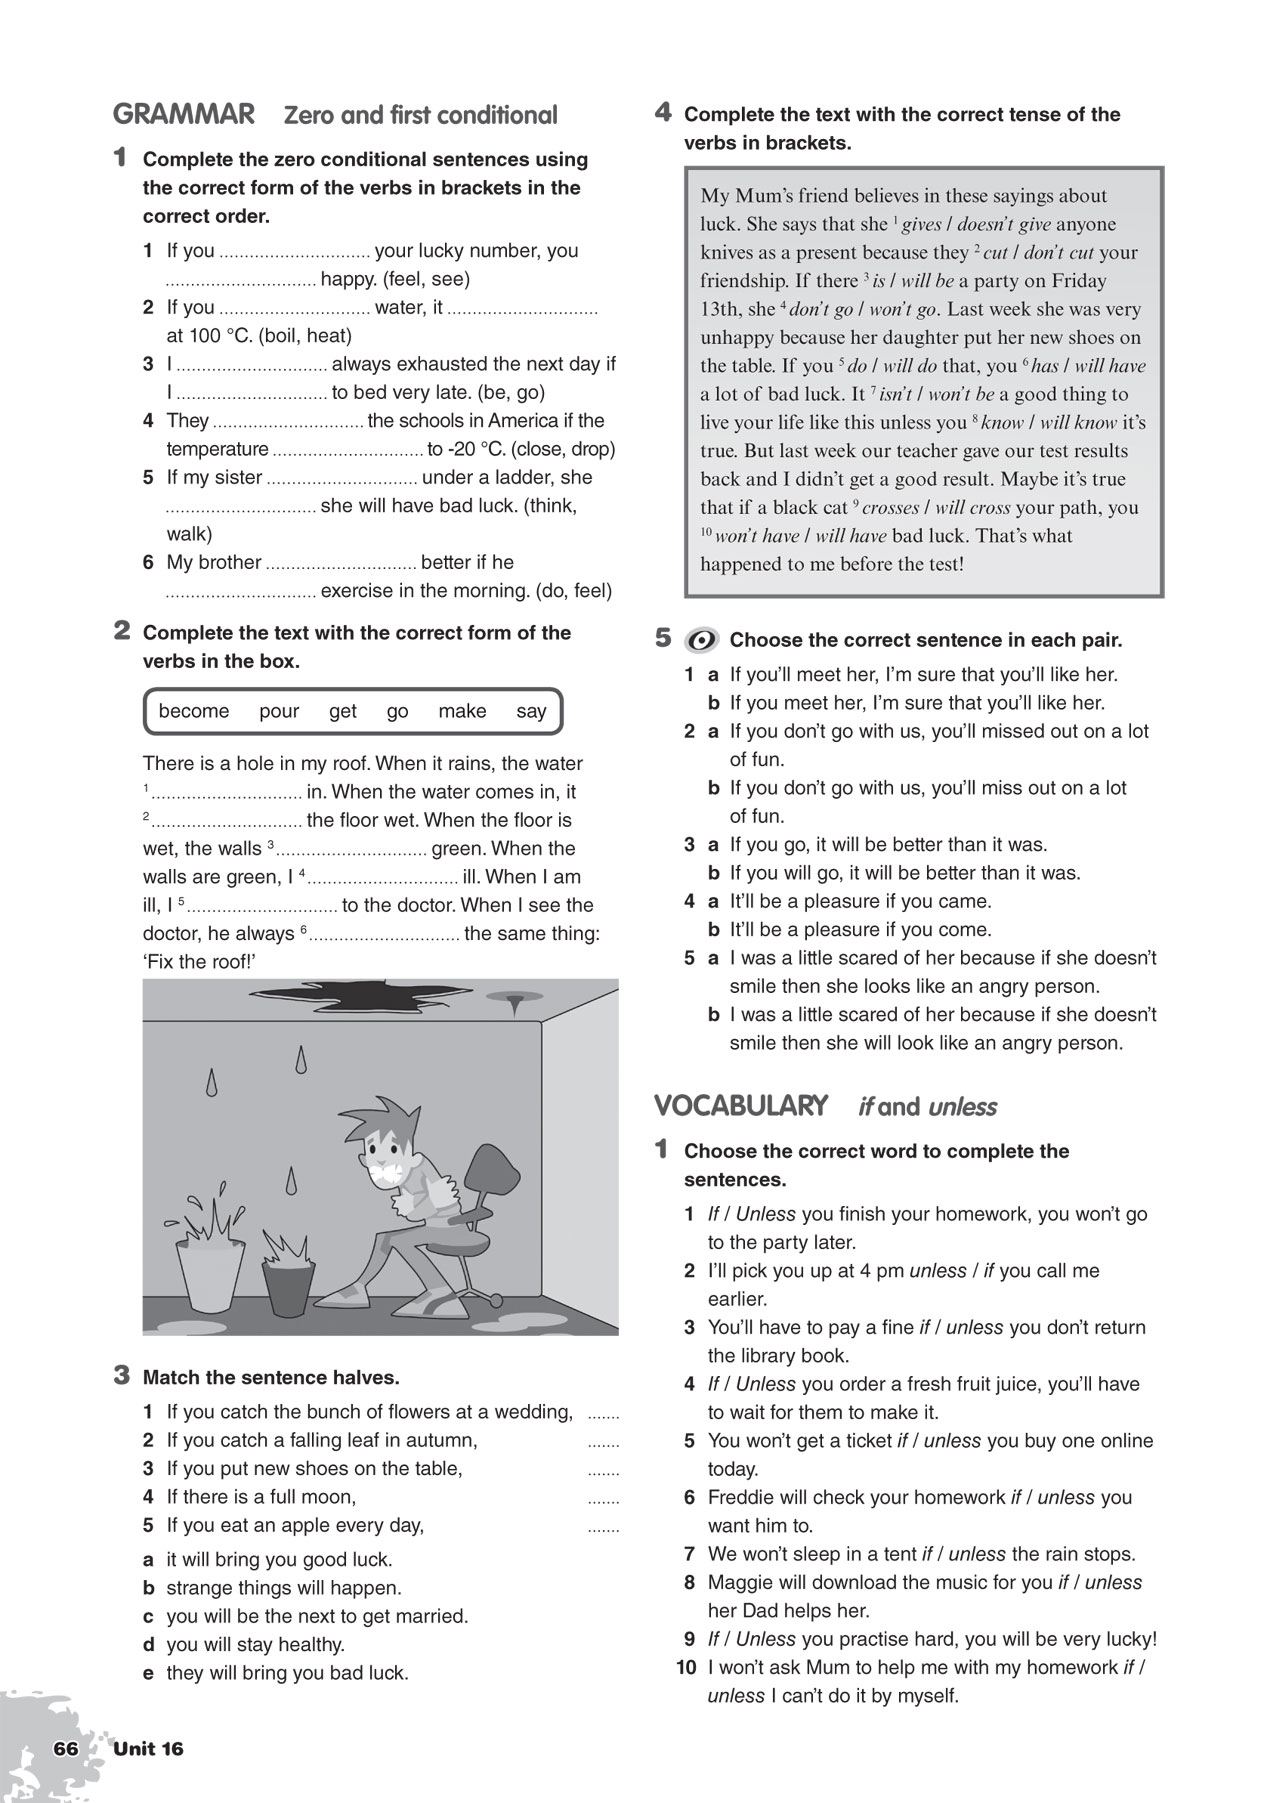 GRAMMAR Zero and first conditional
1 Complete the zero conditional sentences using
the correct form of the verbs in brackets in the
correct order.
1 If you .............................. your lucky number, you
.............................. happy. (feel, see)
2 If you .............................. water, it ..............................
at 100 °C. (boil, heat)
3 I .............................. always exhausted the next day if
I .............................. to bed very late. (be, go)
4 They .............................. the schools in America if the
temperature .............................. to -20 °C. (close, drop)
5 If my sister .............................. under a ladder, she
.............................. she will have bad luck. (think,
walk)
6 My brother .............................. better if he
.............................. exercise in the morning. (do, feel)
2 Complete the text with the correct form of the
verbs in the box.
become pour get go make say
There is a hole in my roof. When it rains, the water
1 .............................. in. When the water comes in, it
2 .............................. the floor wet. When the floor is
wet, the walls 3 .............................. green. When the
walls are green, I 4 .............................. ill. When I am
ill, I 5 .............................. to the doctor. When I see the
doctor, he always 6 .............................. the same thing:
‘Fix the roof!’
3 Match the sentence halves.
1 If you catch the bunch of flowers at a wedding, .......
2 If you catch a falling leaf in autumn, .......
3 If you put new shoes on the table, .......
4 If there is a full moon, .......
5 If you eat an apple every day, .......
a it will bring you good luck.
b strange things will happen.
c you will be the next to get married.
d you will stay healthy.
e they will bring you bad luck.
4 Complete the text with the correct tense of the
verbs in brackets.
My Mum’s friend believes in these sayings about
luck. She says that she 1 gives / doesn’t give anyone
knives as a present because they 2 cut / don’t cut your
friendship. If there 3 is / will be a party on Friday
13th, she 4 don’t go / won’t go. Last week she was very
unhappy because her daughter put her new shoes on
the table. If you 5 do / will do that, you 6 has / will have
a lot of bad luck. It 7 isn’t / won’t be a good thing to
live your life like this unless you 8 know / will know it’s
true. But last week our teacher gave our test results
back and I didn’t get a good result. Maybe it’s true
that if a black cat 9 crosses / will cross your path, you
10 won’t have / will have bad luck. That’s what
happened to me before the test!
5 Choose the correct sentence in each pair.
1 a If you’ll meet her, I’m sure that you’ll like her.
b If you meet her, I’m sure that you’ll like her.
2 a If you don’t go with us, you’ll missed out on a lot
of fun.
b If you don’t go with us, you’ll miss out on a lot
of fun.
3 a If you go, it will be better than it was.
b If you will go, it will be better than it was.
4 a It’ll be a pleasure if you came.
b It’ll be a pleasure if you come.
5 a I was a little scared of her because if she doesn’t
smile then she looks like an angry person.
b I was a little scared of her because if she doesn’t
smile then she will look like an angry person.
VOCABULARY if and unless
1 Choose the correct word to complete the
sentences.
1 If / Unless you finish your homework, you won’t go
to the party later.
2 I’ll pick you up at 4 pm unless / if you call me
earlier.
3 You’ll have to pay a fine if / unless you don’t return
the library book.
4 If / Unless you order a fresh fruit juice, you’ll have
to wait for them to make it.
5 You won’t get a ticket if / unless you buy one online
today.
6 Freddie will check your homework if / unless you
want him to.
7 We won’t sleep in a tent if / unless the rain stops.
8 Maggie will download the music for you if / unless
her Dad helps her.
9 If / Unless you practise hard, you will be very lucky!
10 I won’t ask Mum to help me with my homework if /
unless I can’t do it by myself.
66 Unit 16